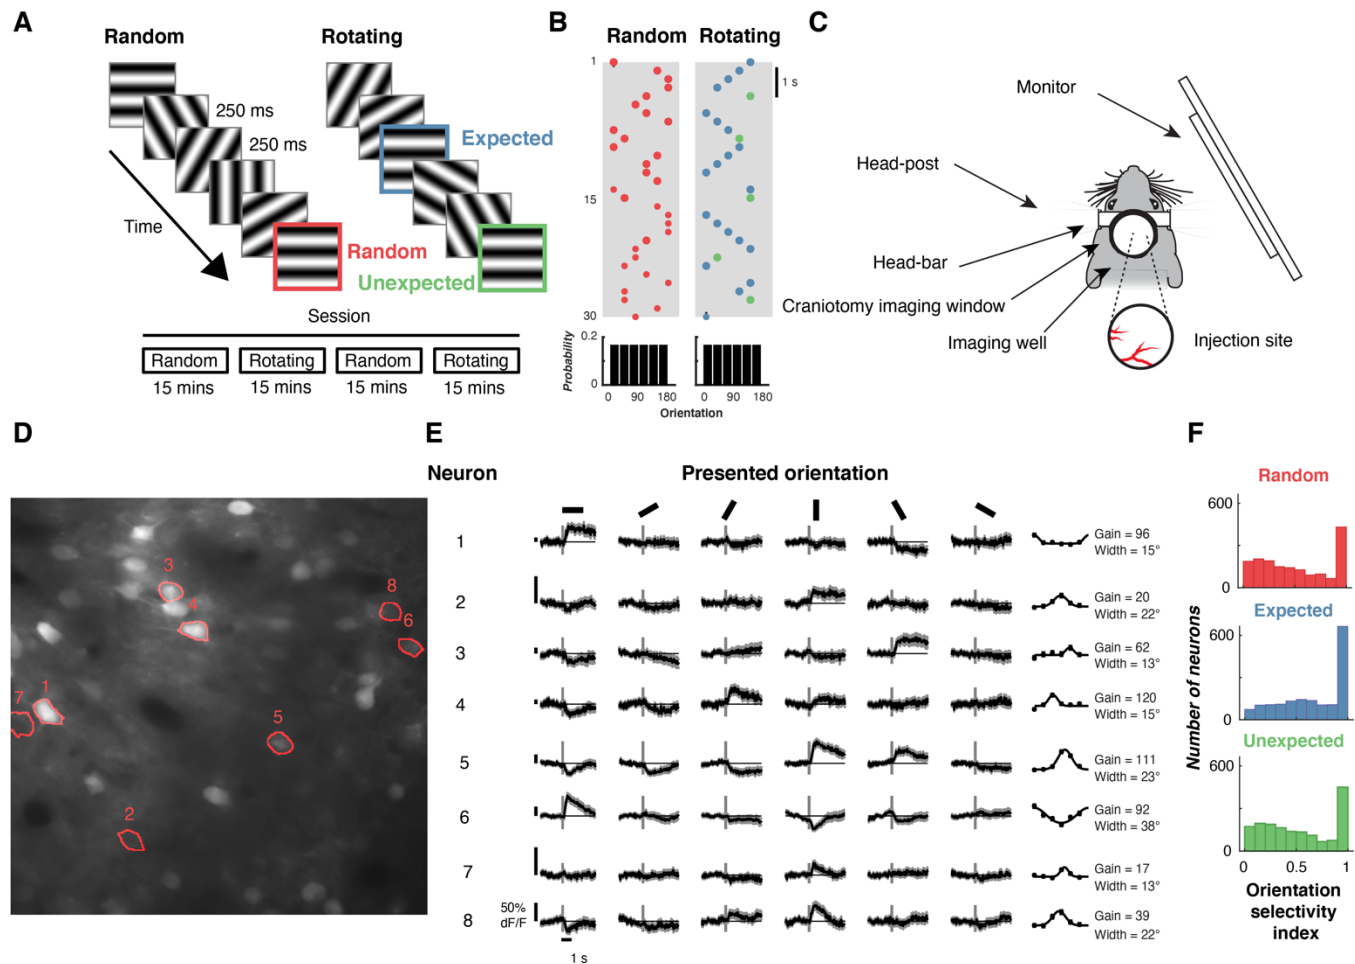 A
Random
Rotating
250 ms
250 ms
Expected
Time
Random
Unexpected
Session
Random Rotating Random Rotating
15 mins 15 mins 15 mins 15 mins
B
Random Rotating
1
1 s
15
30
0.2
Probability
0
0 90 180 0 90 180
Orientation
C
Monitor
Head-post
Head-bar
Craniotomy imaging window
Imaging well
Injection site
D
3
4
8
6
7
1
5
2
E
Neuron Presented orientation
1 Gain = 96
Width = 15°
2 Gain = 20
Width = 22°
3 Gain = 62
Width = 13°
4 Gain = 120
Width = 15°
5 Gain = 111
Width = 23°
6 Gain = 92
Width = 38°
7 Gain = 17
Width = 13°
8 50% Gain = 39
dF/F Width = 22°
1 s
F
Random
600
0
Expected
600
0
Unexpected
600
0
Number of neurons
0 0.5 1
Orientation
selectivity
index